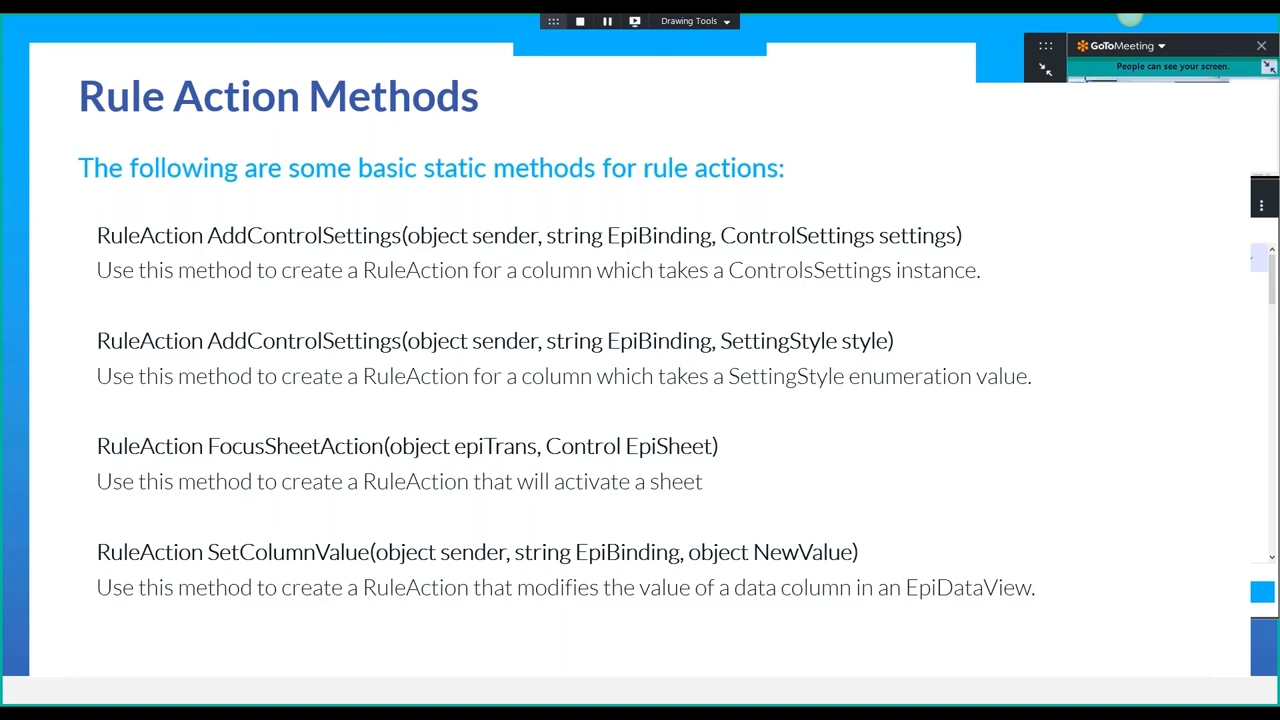 Drawing Tools
GoToMeeting
People can see your screen.
Rule Action Methods
The following are some basic static methods for rule actions:
RuleAction AddControlSettings(object sender, string EpiBinding, ControlSettings settings)
Use this method to create a RuleAction for a column which takes a ControlsSettings instance.
RuleAction AddControlSettings(object sender, string EpiBinding, SettingStyle style)
Use this method to create a RuleAction for a column which takes a SettingStyle enumeration value.
RuleAction FocusSheetAction(object epiTrans, Control EpiSheet)
Use this method to create a RuleAction that will activate a sheet
RuleAction SetColumnValue(object sender, string EpiBinding, object NewValue)
Use this method to create a RuleAction that modifies the value of a data column in an EpiDataView.